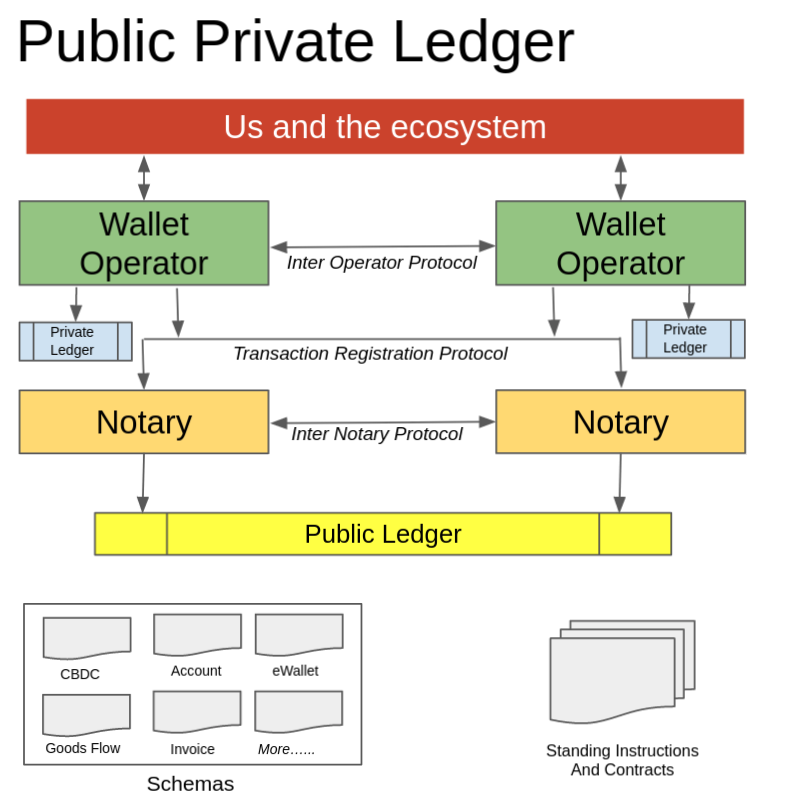 Public Private Ledger
Us and the ecosystem
Wallet
Operator
Wallet
Operator
Inter Operator Protocol
Private
Ledger
Private
Ledger
Transaction Registration Protocol
Notary
Notary
Inter Notary Protocol
Public Ledger
CBDC
Account
eWallet
Goods Flow
Invoice
More…...
Schemas
Standing Instructions
And Contracts